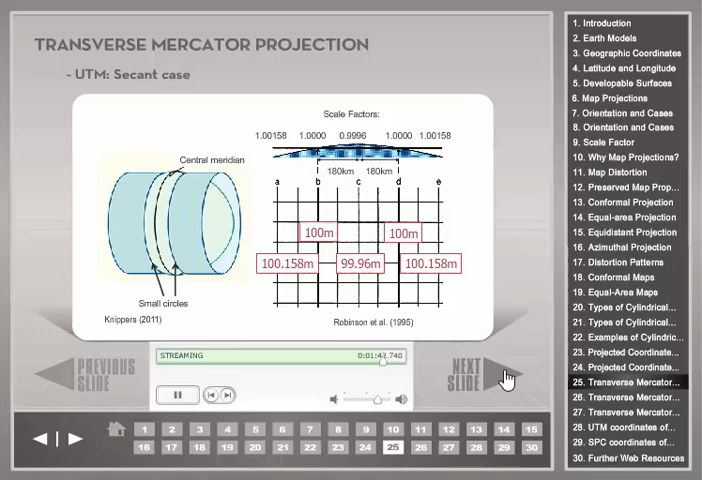 TRANSVERSE MERCATOR PROJECTION
- UTM: Secant case
Scale Factors:
1.00158 1.0000 0.9996 1.0000 1.00158
Central meridian
180km 180km
a b c d e
100m 100m
100.158m 99.96m 100.158m
Small circles
Knippers (2011)
Robinson et al. (1995)
PREVIOUS SLIDE
STREAMING
NEXT SLIDE
1 2 3 4 5 6 7 8 9 10 11 12 13 14 15
16 17 18 19 20 21 22 23 24 25 26 27 28 29 30
1. Introduction
2. Earth Models
3. Geographic Coordinates
4. Latitude and Longitude
5. Developable Surfaces
6. Map Projections
7. Orientation and Cases
8. Orientation and Cases
9. Scale Factor
10. Why Map Projections?
11. Map Distortion
12. Preserved Map Prop...
13. Conformal Projection
14. Equal-area Projection
15. Equidistant Projection
16. Azimuthal Projection
17. Distortion Patterns
18. Conformal Maps
19. Equal-Area Maps
20. Types of Cylindrical...
21. Types of Cylindrical...
22. Examples of Cylindric...
23. Projected Coordinate...
24. Projected Coordinate...
25. Transverse Mercator...
26. Transverse Mercator...
27. Transverse Mercator...
28. UTM coordinates of...
29. SPC coordinates of...
30. Further Web Resources